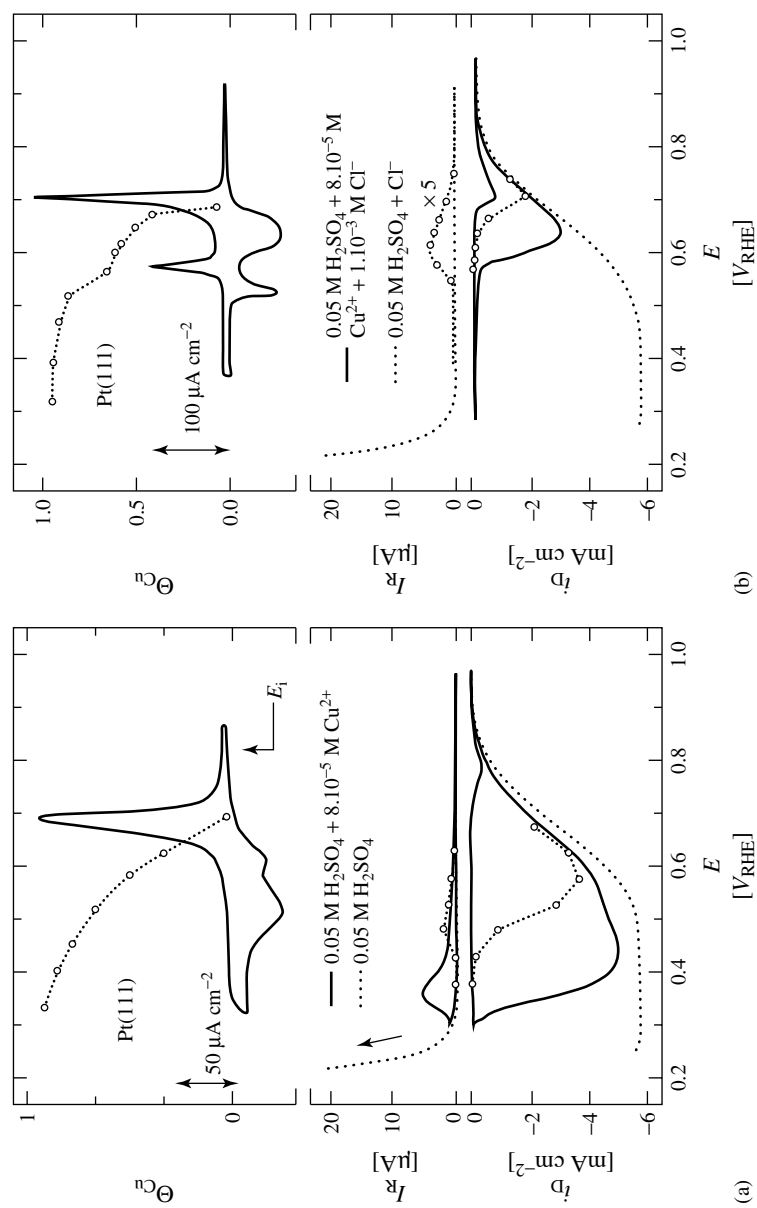 (a)
Θ_Cu
1
0
Pt(111)
50 μA cm⁻²
E_i
I_R
[μA]
20
10
0
0.05 M H₂SO₄ + 8.10⁻⁵ M Cu²⁺
0.05 M H₂SO₄
i_D
[mA cm⁻²]
0
−2
−4
−6
0.2
0.4
0.6
0.8
1.0
E
[V_RHE]
(b)
Θ_Cu
1.0
0.5
0.0
Pt(111)
100 μA cm⁻²
I_R
[μA]
20
10
0
0.05 M H₂SO₄ + 8.10⁻⁵ M
Cu²⁺ + 1.10⁻³ M Cl⁻
0.05 M H₂SO₄ + Cl⁻
× 5
i_D
[mA cm⁻²]
0
−2
−4
−6
0.2
0.4
0.6
0.8
1.0
E
[V_RHE]